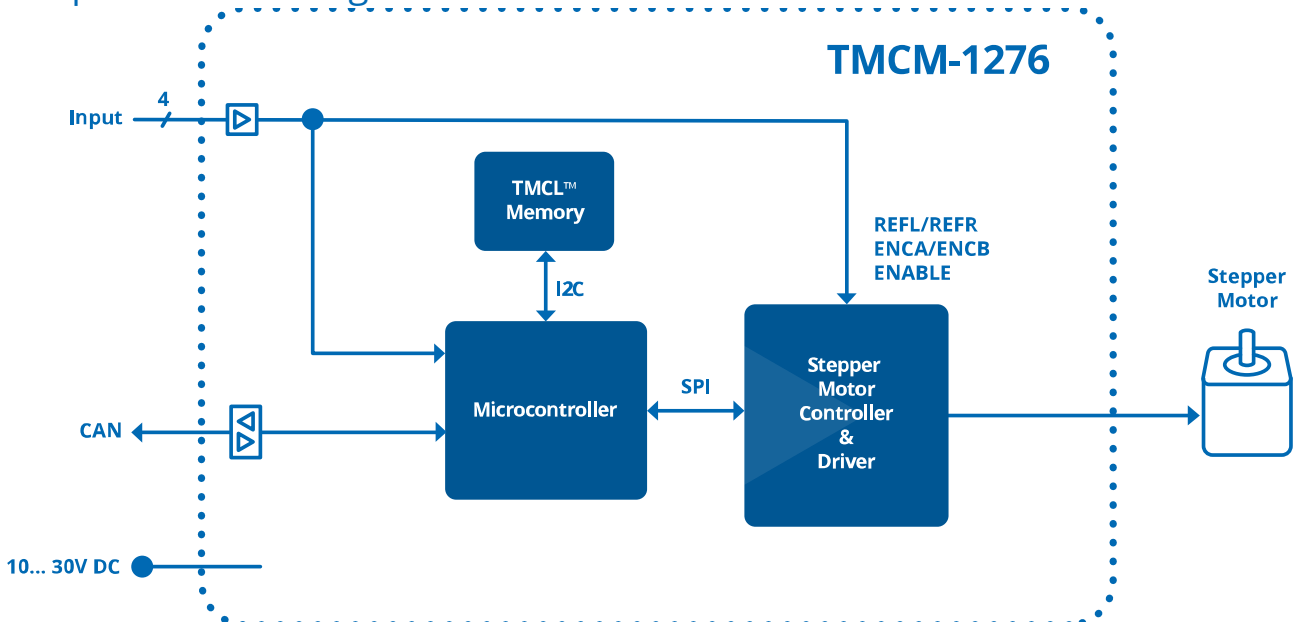 TMCM-1276
4
Input
TMCL™
Memory
REFL/REFR
ENCA/ENCB
ENABLE
I2C
Stepper
Motor
Stepper
Motor
Controller
&
Driver
SPI
Microcontroller
CAN
10... 30V DC